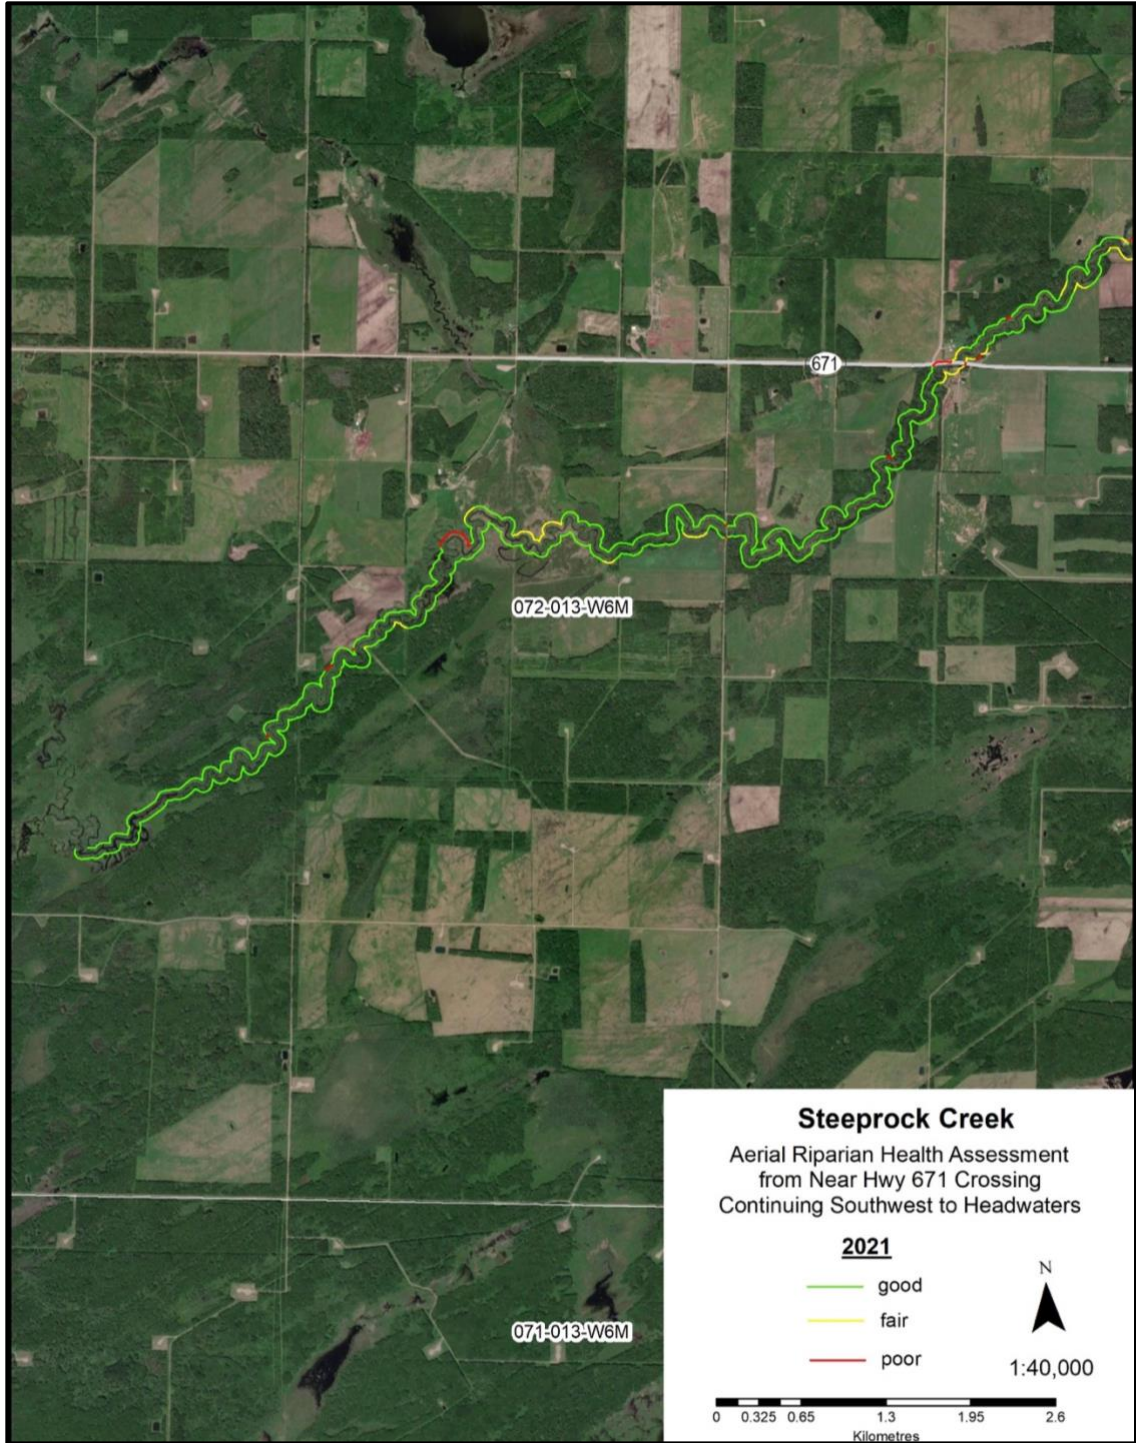 671
072-013-W6M
Steeprock Creek
Aerial Riparian Health Assessment
from Near Hwy 671 Crossing
Continuing Southwest to Headwaters
2021
good
fair
poor
N
1:40,000
0 0.325 0.65 1.3 1.95 2.6
Kilometres
071-013-W6M